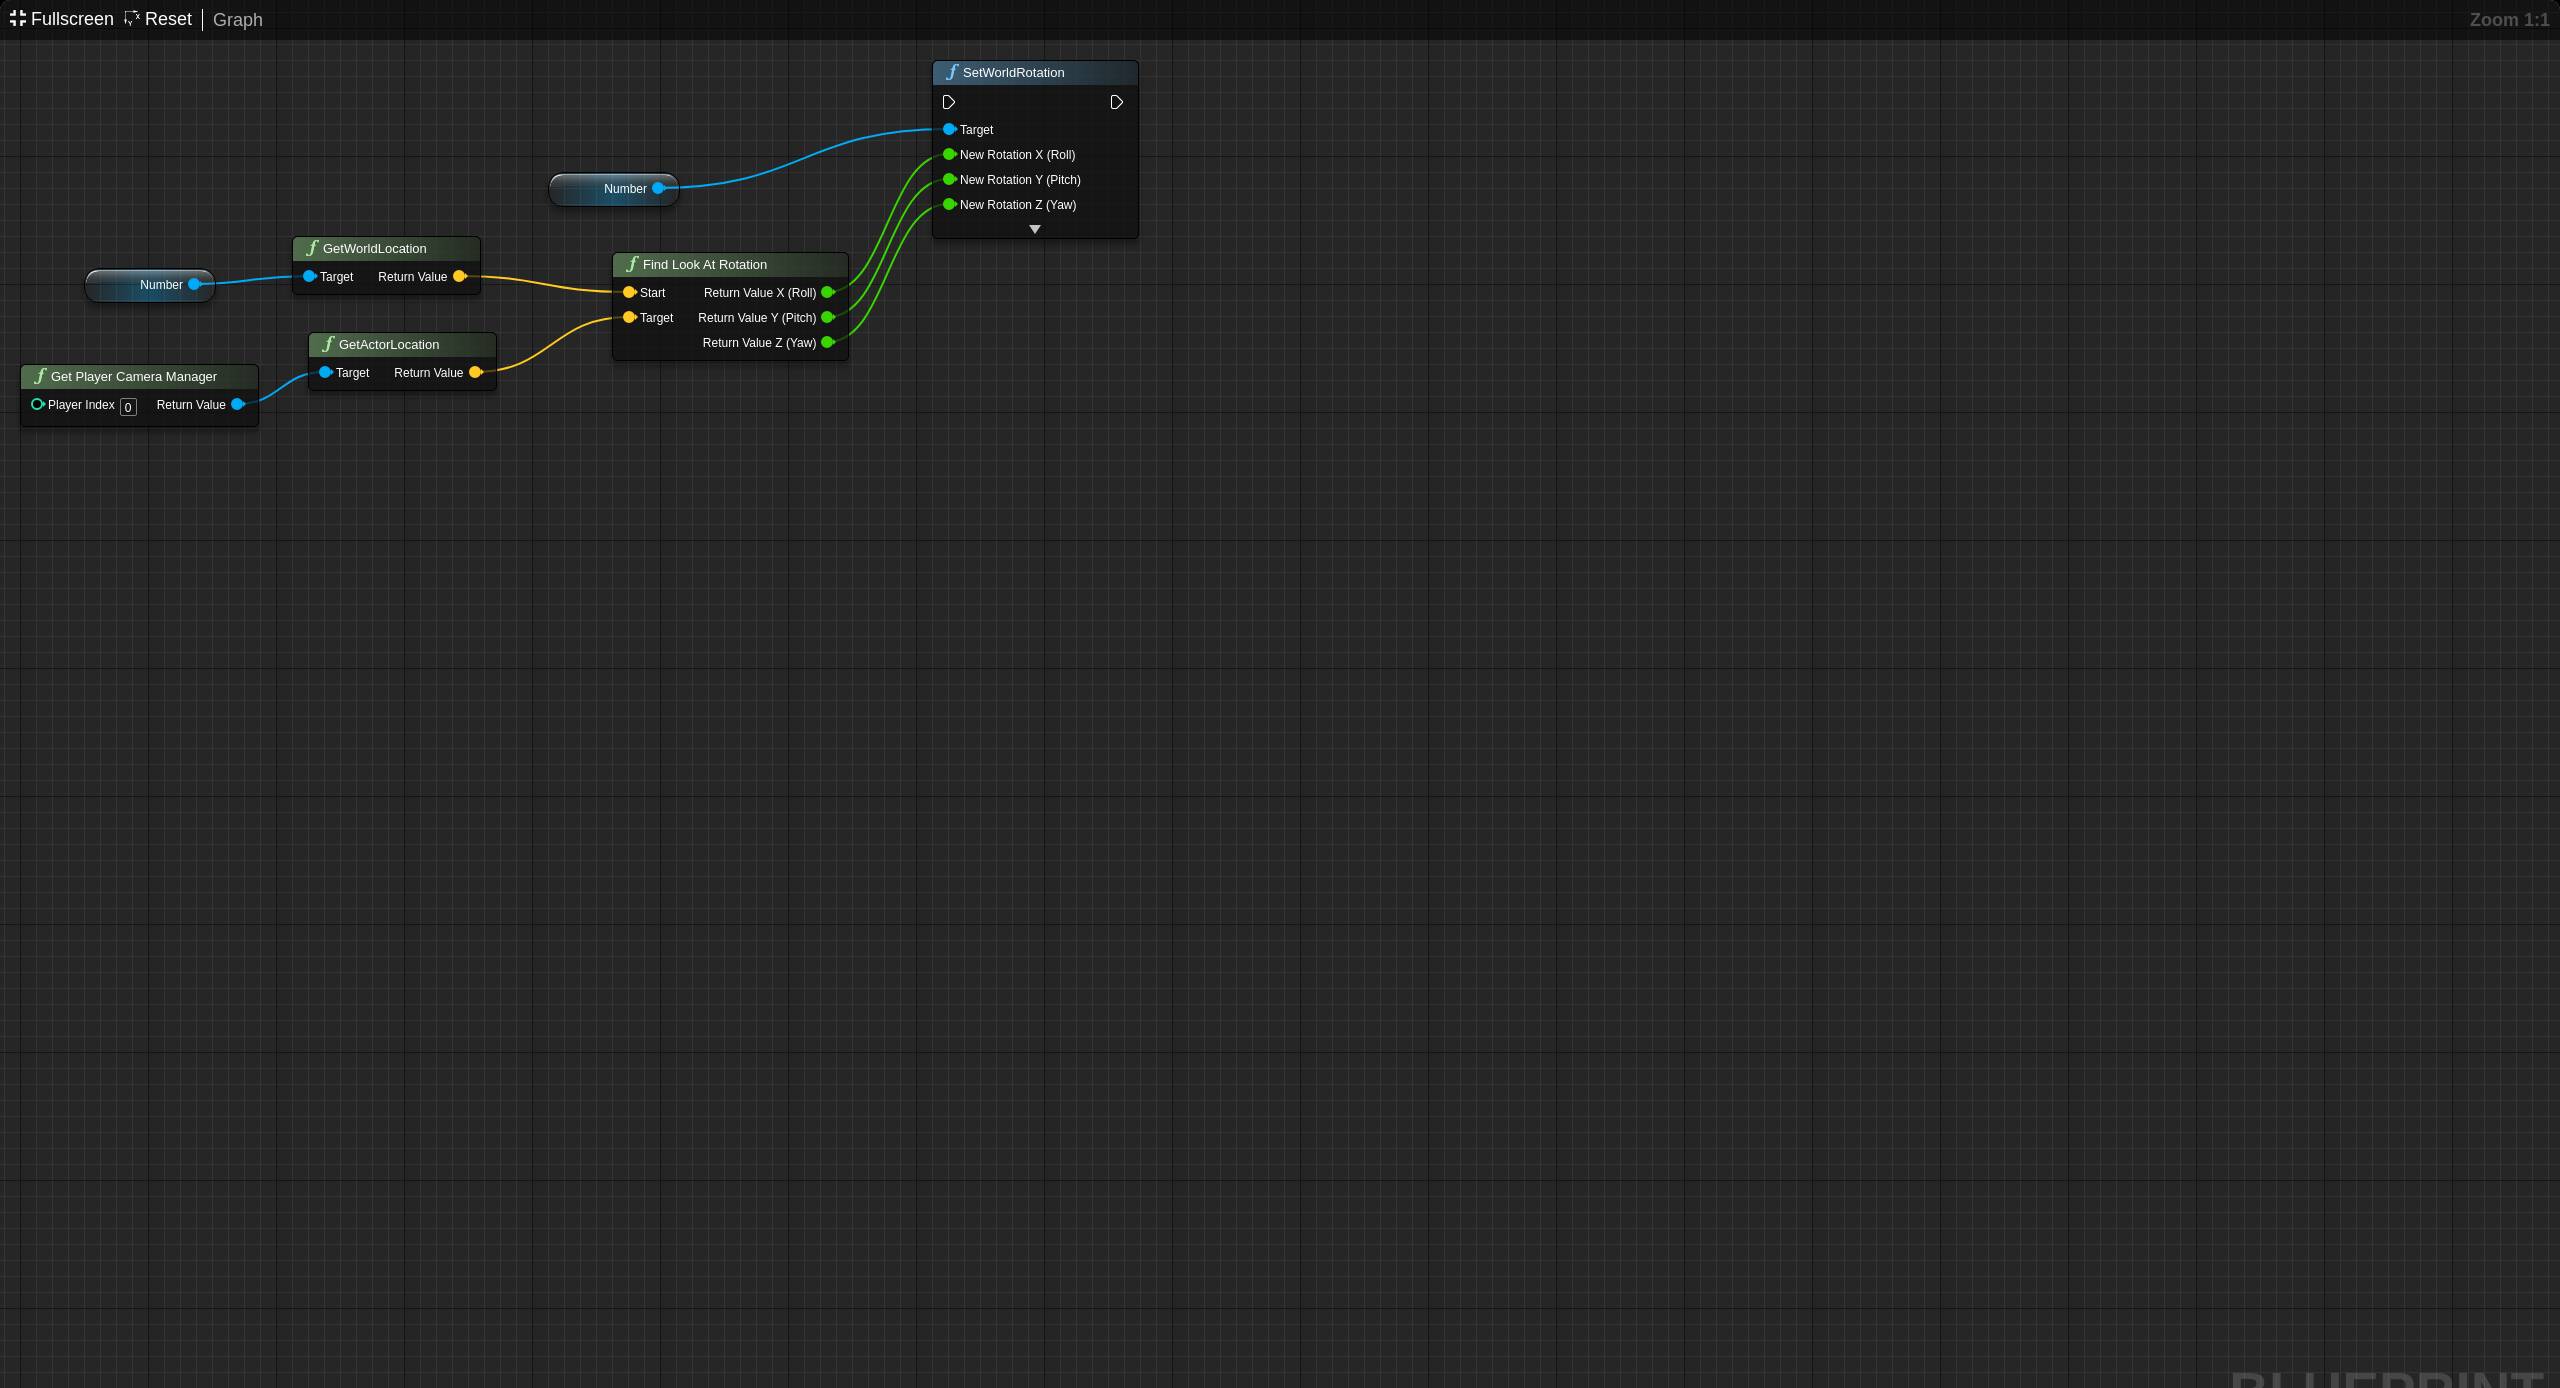 Fullscreen Reset Graph Zoom 1:1
SetWorldRotation
Target
New Rotation X (Roll)
New Rotation Y (Pitch)
New Rotation Z (Yaw)
Number
GetWorldLocation
Target Return Value
Number
Find Look At Rotation
Start Return Value X (Roll)
Target Return Value Y (Pitch)
Return Value Z (Yaw)
GetActorLocation
Target Return Value
Get Player Camera Manager
Player Index 0 Return Value
BLUEPRINT